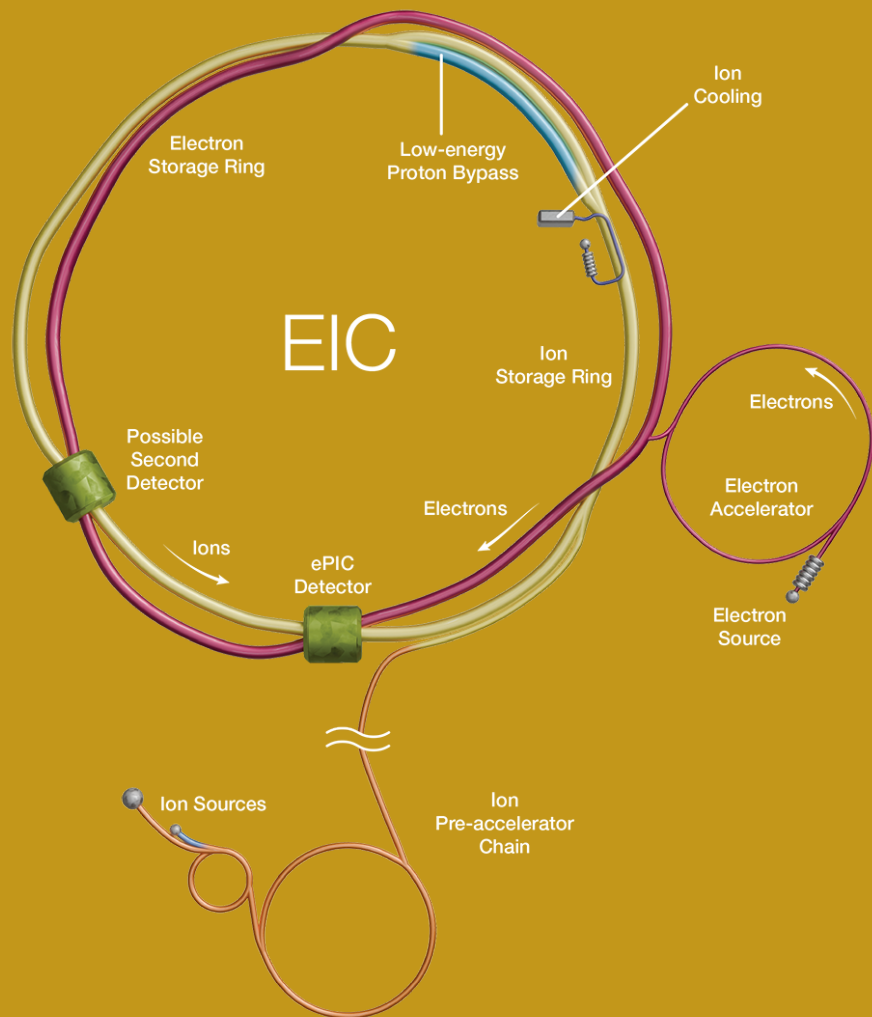 Ion
Cooling
Electron
Storage Ring
Low-energy
Proton Bypass
EIC
Ion
Storage Ring
Electrons
Possible
Second
Detector
Electron
Accelerator
Electrons
Ions
ePIC
Detector
Electron
Source
Ion Sources
Ion
Pre-accelerator
Chain